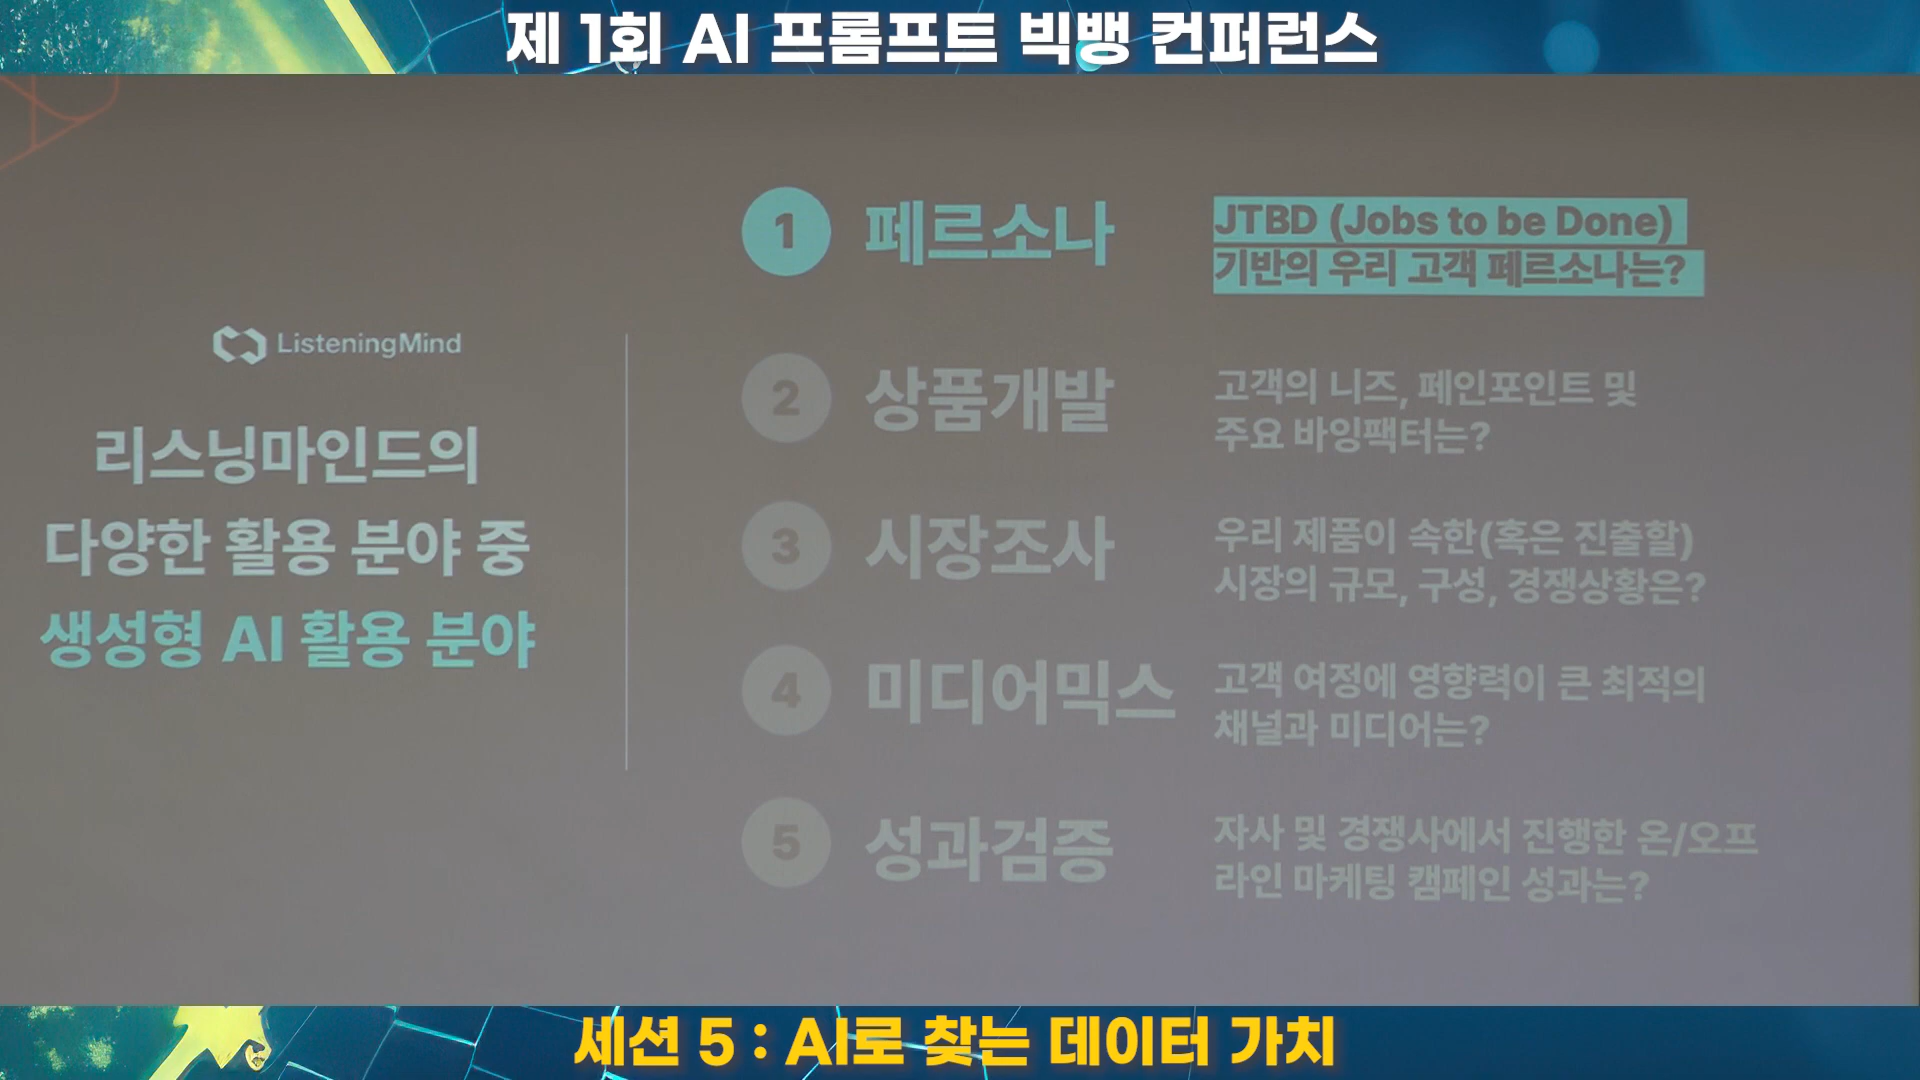 제 1회 AI 프롬프트 빅뱅 컨퍼런스
ListeningMind
리스닝마인드의
다양한 활용 분야 중
생성형 AI 활용 분야
1 페르소나
JTBD (Jobs to be Done)
기반의 우리 고객 페르소나는?
2 상품개발
고객의 니즈, 페인포인트 및
주요 바잉팩터는?
3 시장조사
우리 제품이 속한(혹은 진출할)
시장의 규모, 구성, 경쟁상황은?
4 미디어믹스
고객 여정에 영향력이 큰 최적의
채널과 미디어는?
5 성과검증
자사 및 경쟁사에서 진행한 온/오프
라인 마케팅 캠페인 성과는?
세션 5 : AI로 찾는 데이터 가치